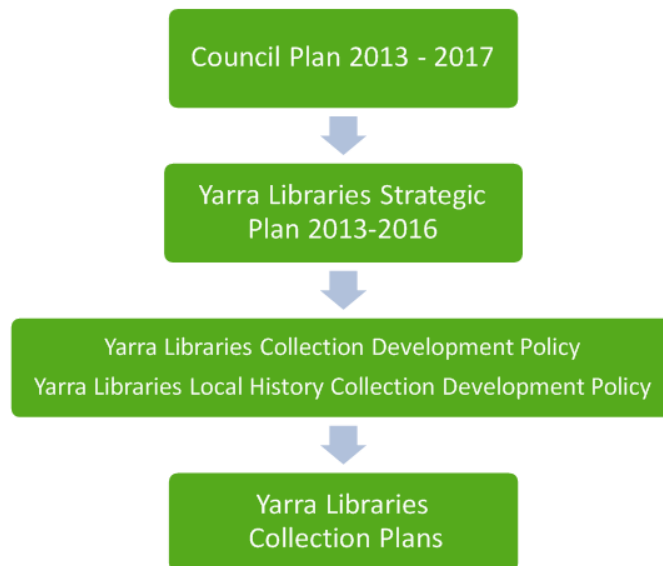 Council Plan 2013 - 2017
Yarra Libraries Strategic
Plan 2013-2016
Yarra Libraries Collection Development Policy
Yarra Libraries Local History Collection Development Policy
Yarra Libraries
Collection Plans